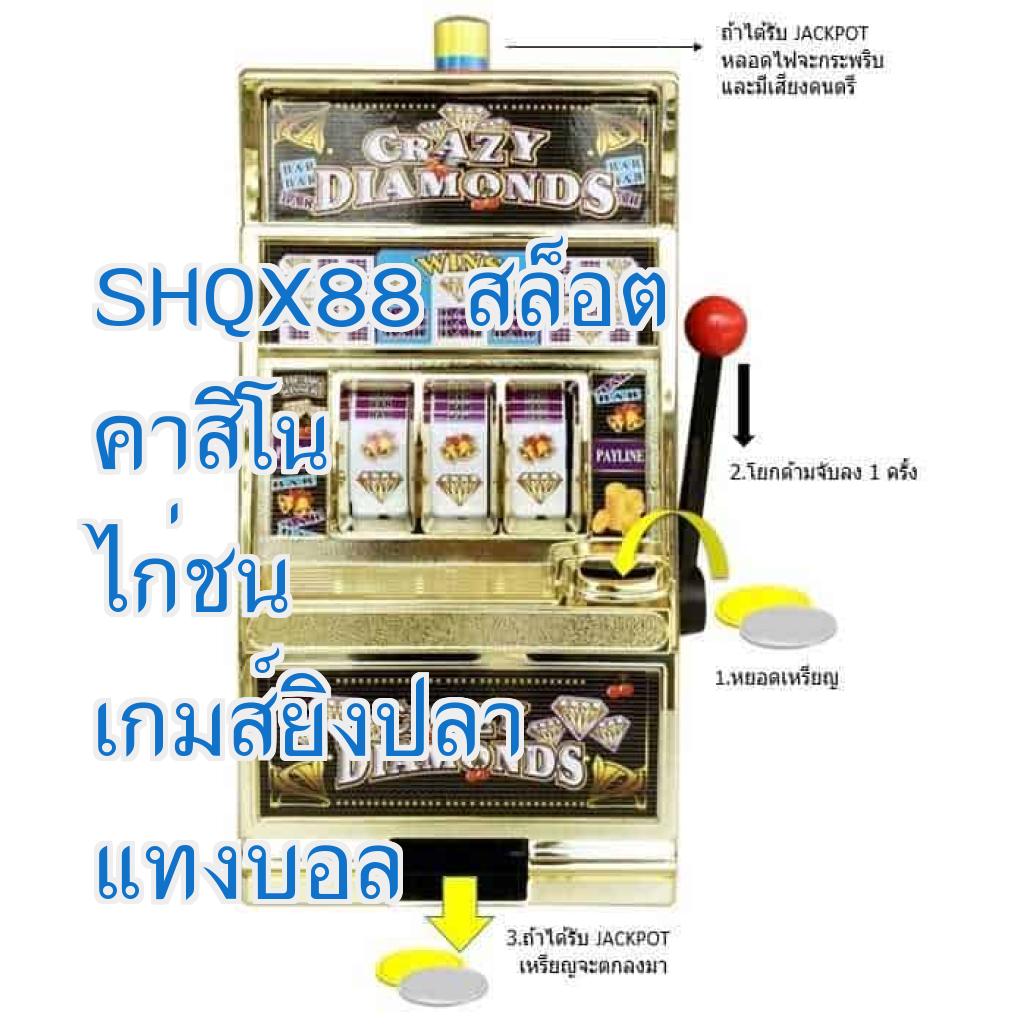 ถ้าได้รับ JACKPOT
หลอดไฟจะกระพริบ
และมีเสียงดนตรี
CRAZY
DIAMONDS
BAR
BAR
WINS
SHQX88 สล็อต
คาสิโน
ไก่ชน
เกมส์ยิงปลา
แทงบอล
BAR
PAYLINE
2.โยกด้ามจับลง 1 ครั้ง
1.หยอดเหรียญ
DIAMONDS
3.ถ้าได้รับ JACKPOT
เหรียญจะตกลงมา